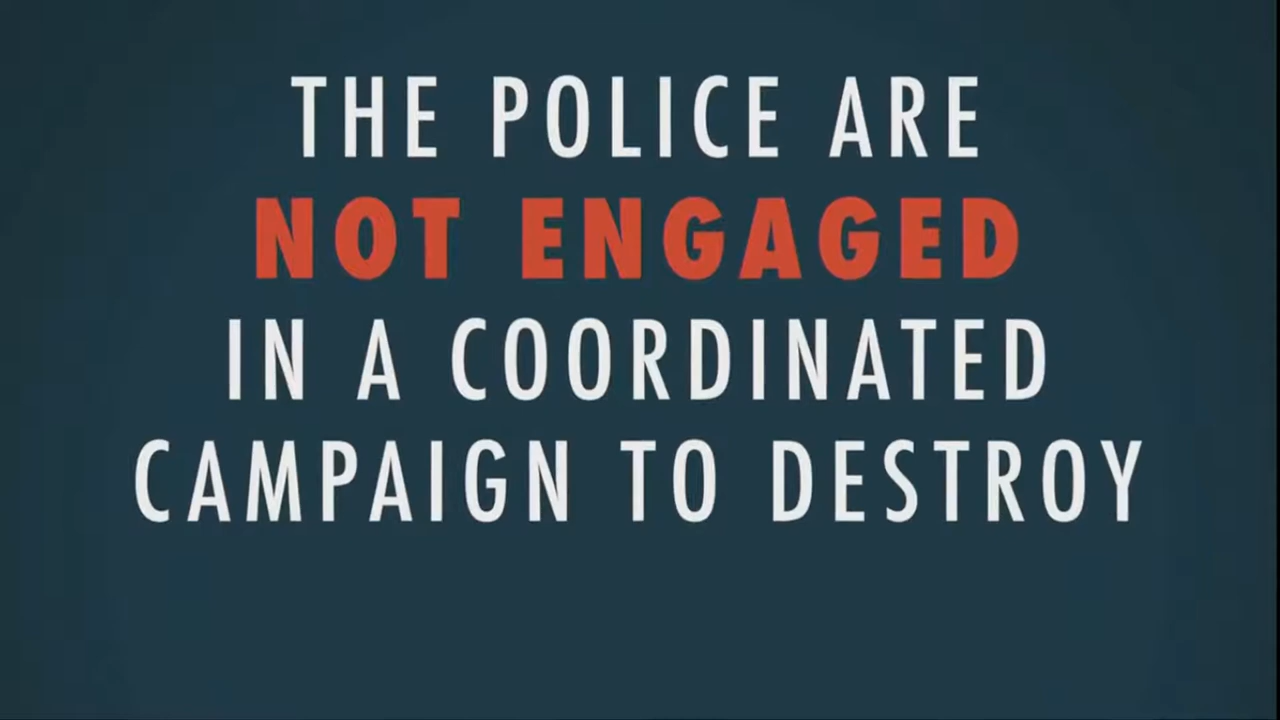 THE POLICE ARE
NOT ENGAGED
IN A COORDINATED
CAMPAIGN TO DESTROY